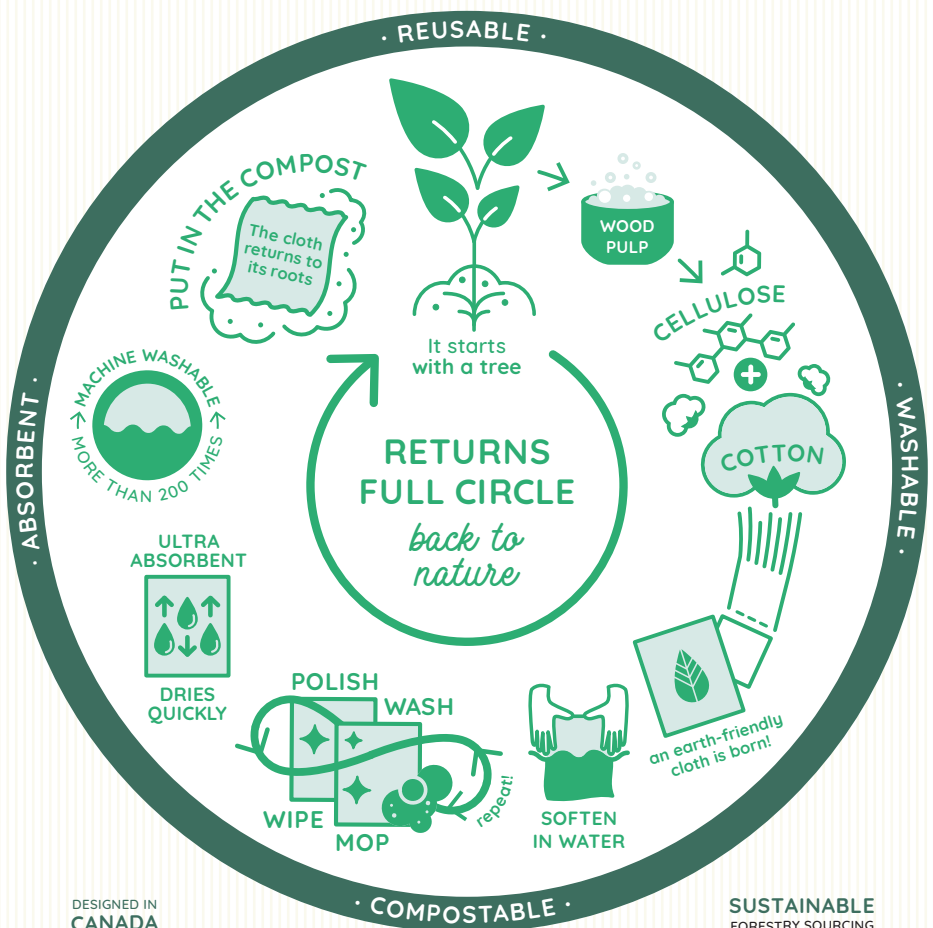 · REUSABLE ·
It starts
with a tree
WOOD
PULP
CELLULOSE
COTTON
· WASHABLE ·
an earth-friendly
cloth is born!
SOFTEN
IN WATER
POLISH
WASH
WIPE
MOP
repeat!
ULTRA
ABSORBENT
DRIES
QUICKLY
MACHINE WASHABLE
MORE THAN 200 TIMES
· ABSORBENT ·
PUT IN THE COMPOST
The cloth
returns to
its roots
RETURNS
FULL CIRCLE
back to
nature
· COMPOSTABLE ·
DESIGNED IN
CANADA
SUSTAINABLE
FORESTRY SOURCING